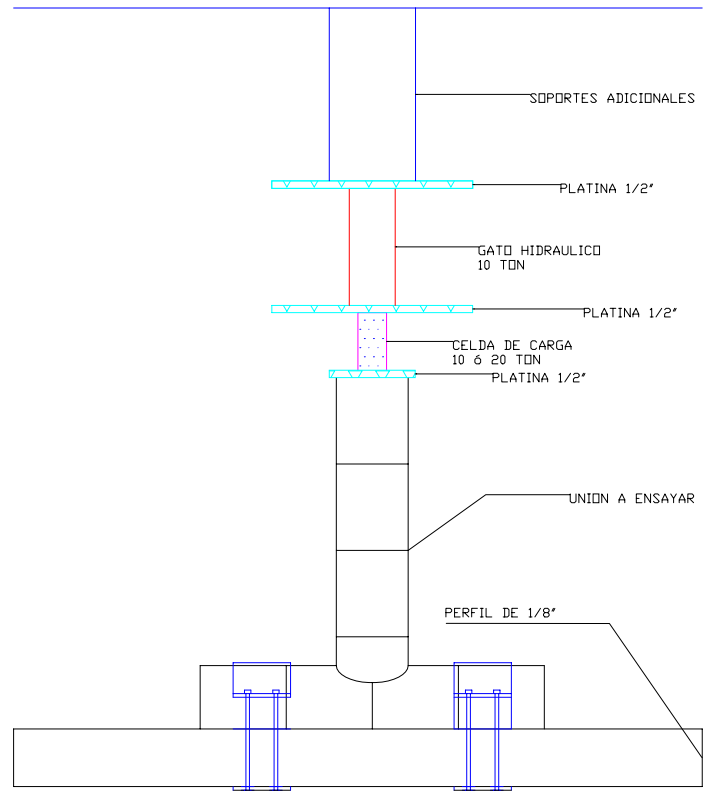 SOPORTES ADICIONALES
PLATINA 1/2"
GATO HIDRAULICO
10 TON
PLATINA 1/2"
CELDA DE CARGA
10 6 20 TON
PLATINA 1/2"
UNION A ENSAYAR
PERFIL DE 1/8"